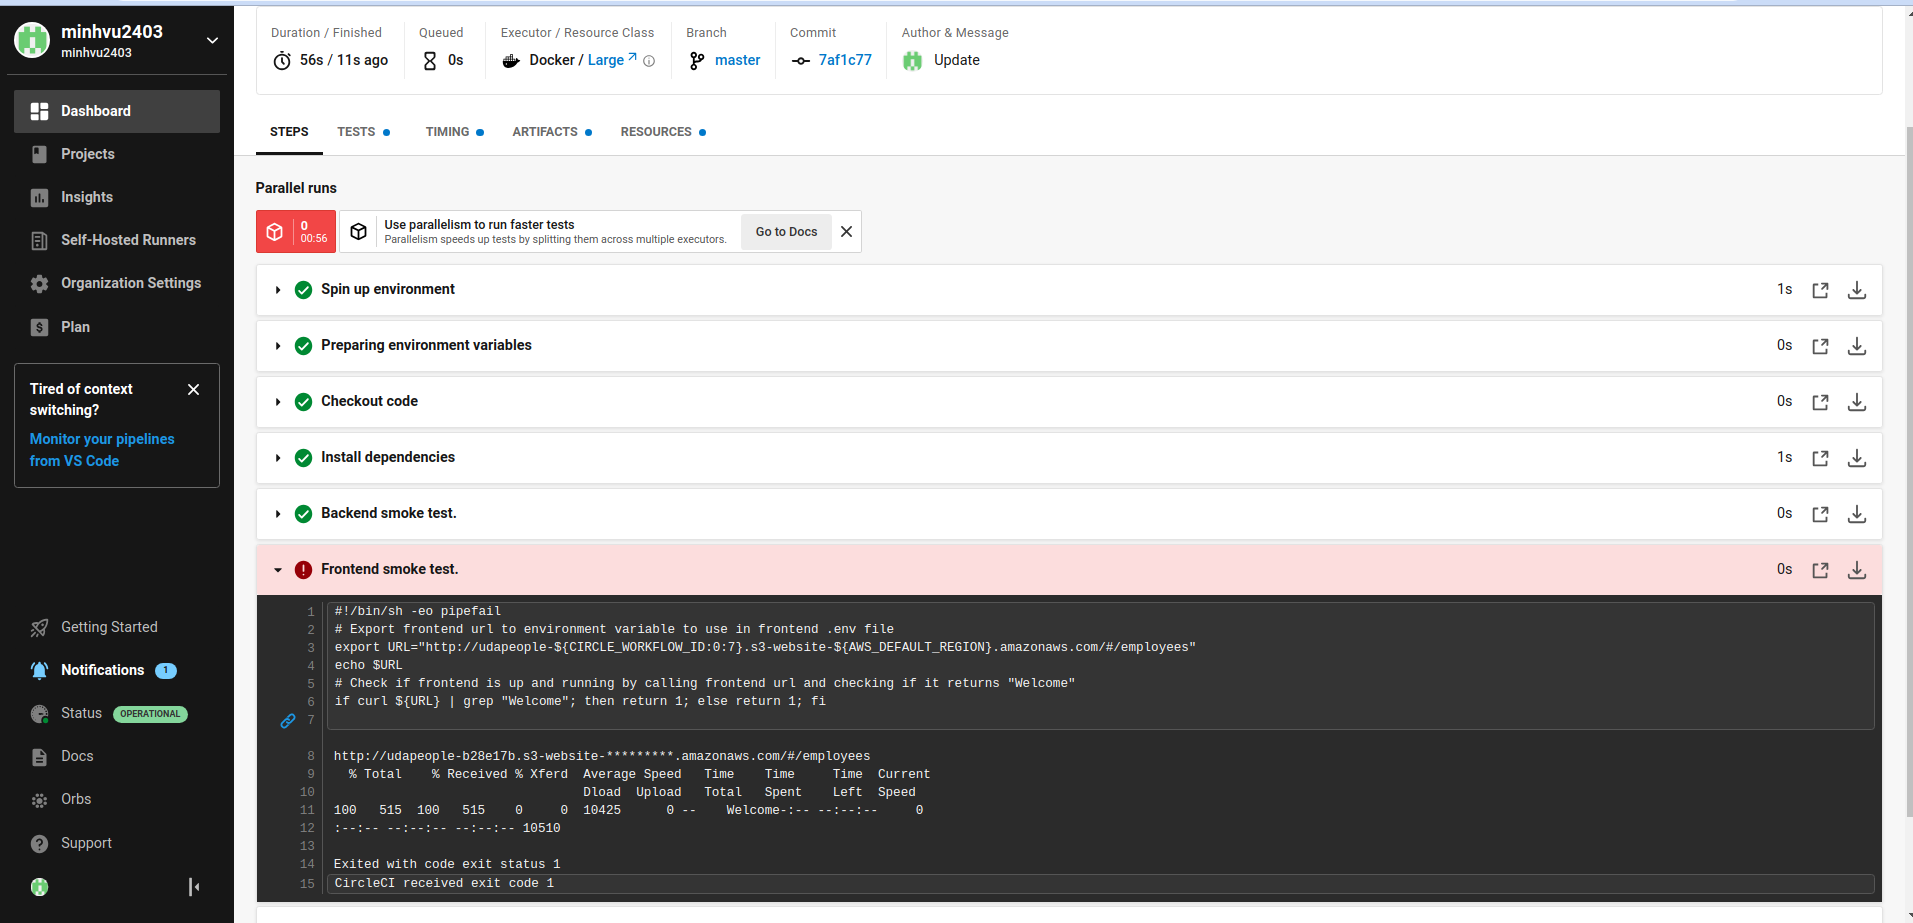 minhvu2403
minhvu2403
Dashboard
Projects
Insights
Self-Hosted Runners
Organization Settings
Plan
Tired of context
switching?
Monitor your pipelines
from VS Code
Getting Started
Notifications 1
Status OPERATIONAL
Docs
Orbs
Support
Duration / Finished
56s / 11s ago
Queued
0s
Executor / Resource Class
Docker / Large
Branch
master
Commit
7af1c77
Author & Message
Update
STEPS TESTS TIMING ARTIFACTS RESOURCES
Parallel runs
0
00:56
Use parallelism to run faster tests
Parallelism speeds up tests by splitting them across multiple executors.
Go to Docs
Spin up environment 1s
Preparing environment variables 0s
Checkout code 0s
Install dependencies 1s
Backend smoke test. 0s
Frontend smoke test. 0s
1 #!/bin/sh -eo pipefail
2 # Export frontend url to environment variable to use in frontend .env file
3 export URL="http://udapeople-${CIRCLE_WORKFLOW_ID:0:7}.s3-website-${AWS_DEFAULT_REGION}.amazonaws.com/#/employees"
4 echo $URL
5 # Check if frontend is up and running by calling frontend url and checking if it returns "Welcome"
6 if curl ${URL} | grep "Welcome"; then return 1; else return 1; fi
7
8 http://udapeople-b28e17b.s3-website-*********.amazonaws.com/#/employees
9   % Total    % Received % Xferd  Average Speed   Time    Time     Time  Current
10                                  Dload  Upload   Total   Spent    Left  Speed
11 100   515  100   515    0     0  10425      0 --    Welcome-:-- --:--:--     0
12 :--:-- --:--:-- --:--:-- 10510
13
14 Exited with code exit status 1
15 CircleCI received exit code 1